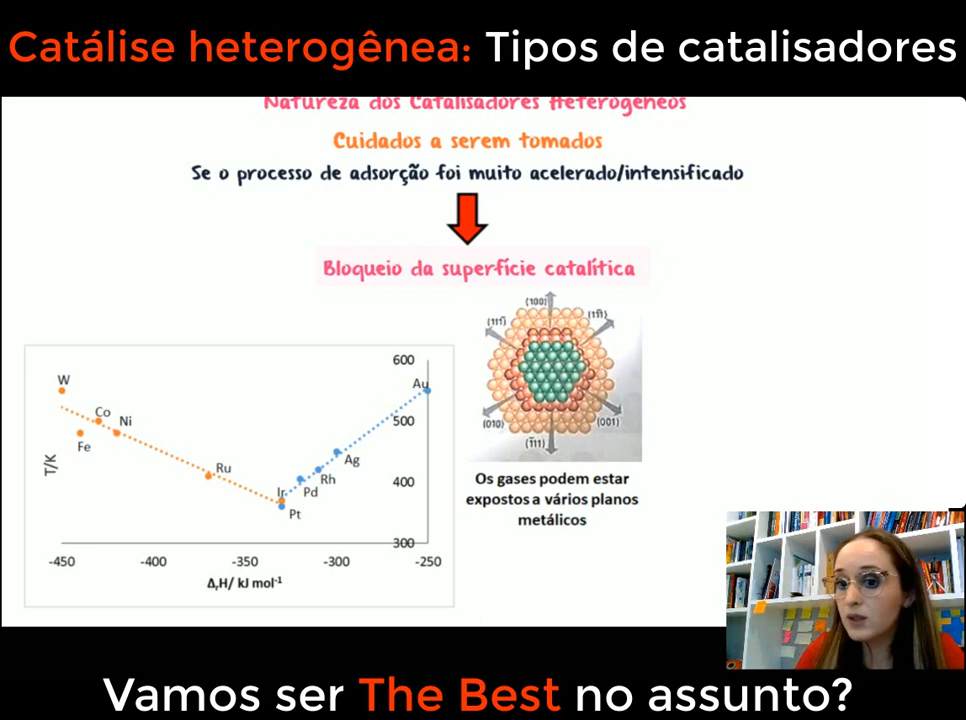 Catálise heterogênea: Tipos de catalisadores
Natureza dos Catalisadores Heterogêneos
Cuidados a serem tomados
Se o processo de adsorção foi muito acelerado/intensificado
Bloqueio da superfície catalítica
600
500
400
300
W
Co
Ni
Fe
Ru
Ir
Pt
Pd
Rh
Ag
Au
T/K
-450 -400 -350 -300 -250
ΔᵣH/ kJ mol⁻¹
(100)
(010)
(001)
Os gases podem estar
expostos a vários planos
metálicos
Vamos ser The Best no assunto?